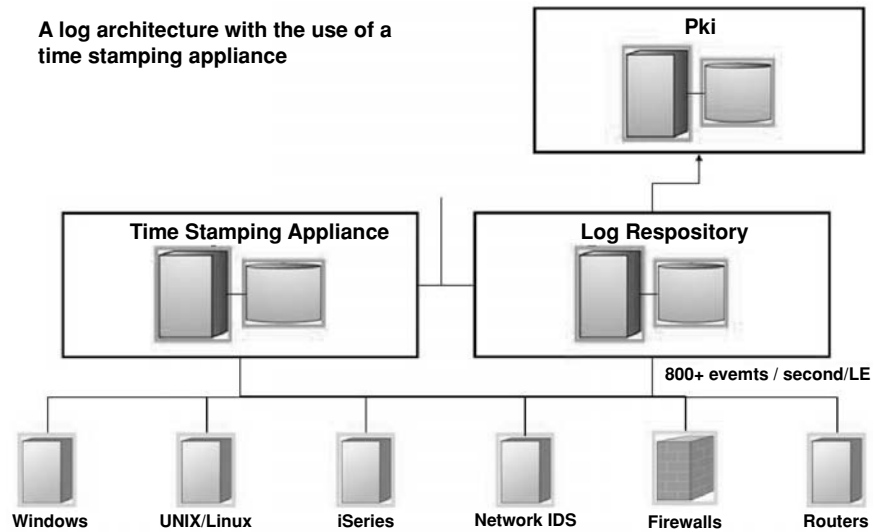 A log architecture with the use of a
time stamping appliance
Pki
Time Stamping Appliance
Log Respository
800+ evemts / second/LE
Windows
UNIX/Linux
iSeries
Network IDS
Firewalls
Routers